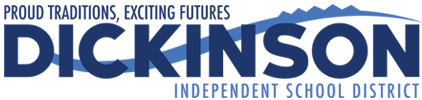 PROUD TRADITIONS, EXCITING FUTURES
DICKINSON
INDEPENDENT SCHOOL DISTRICT